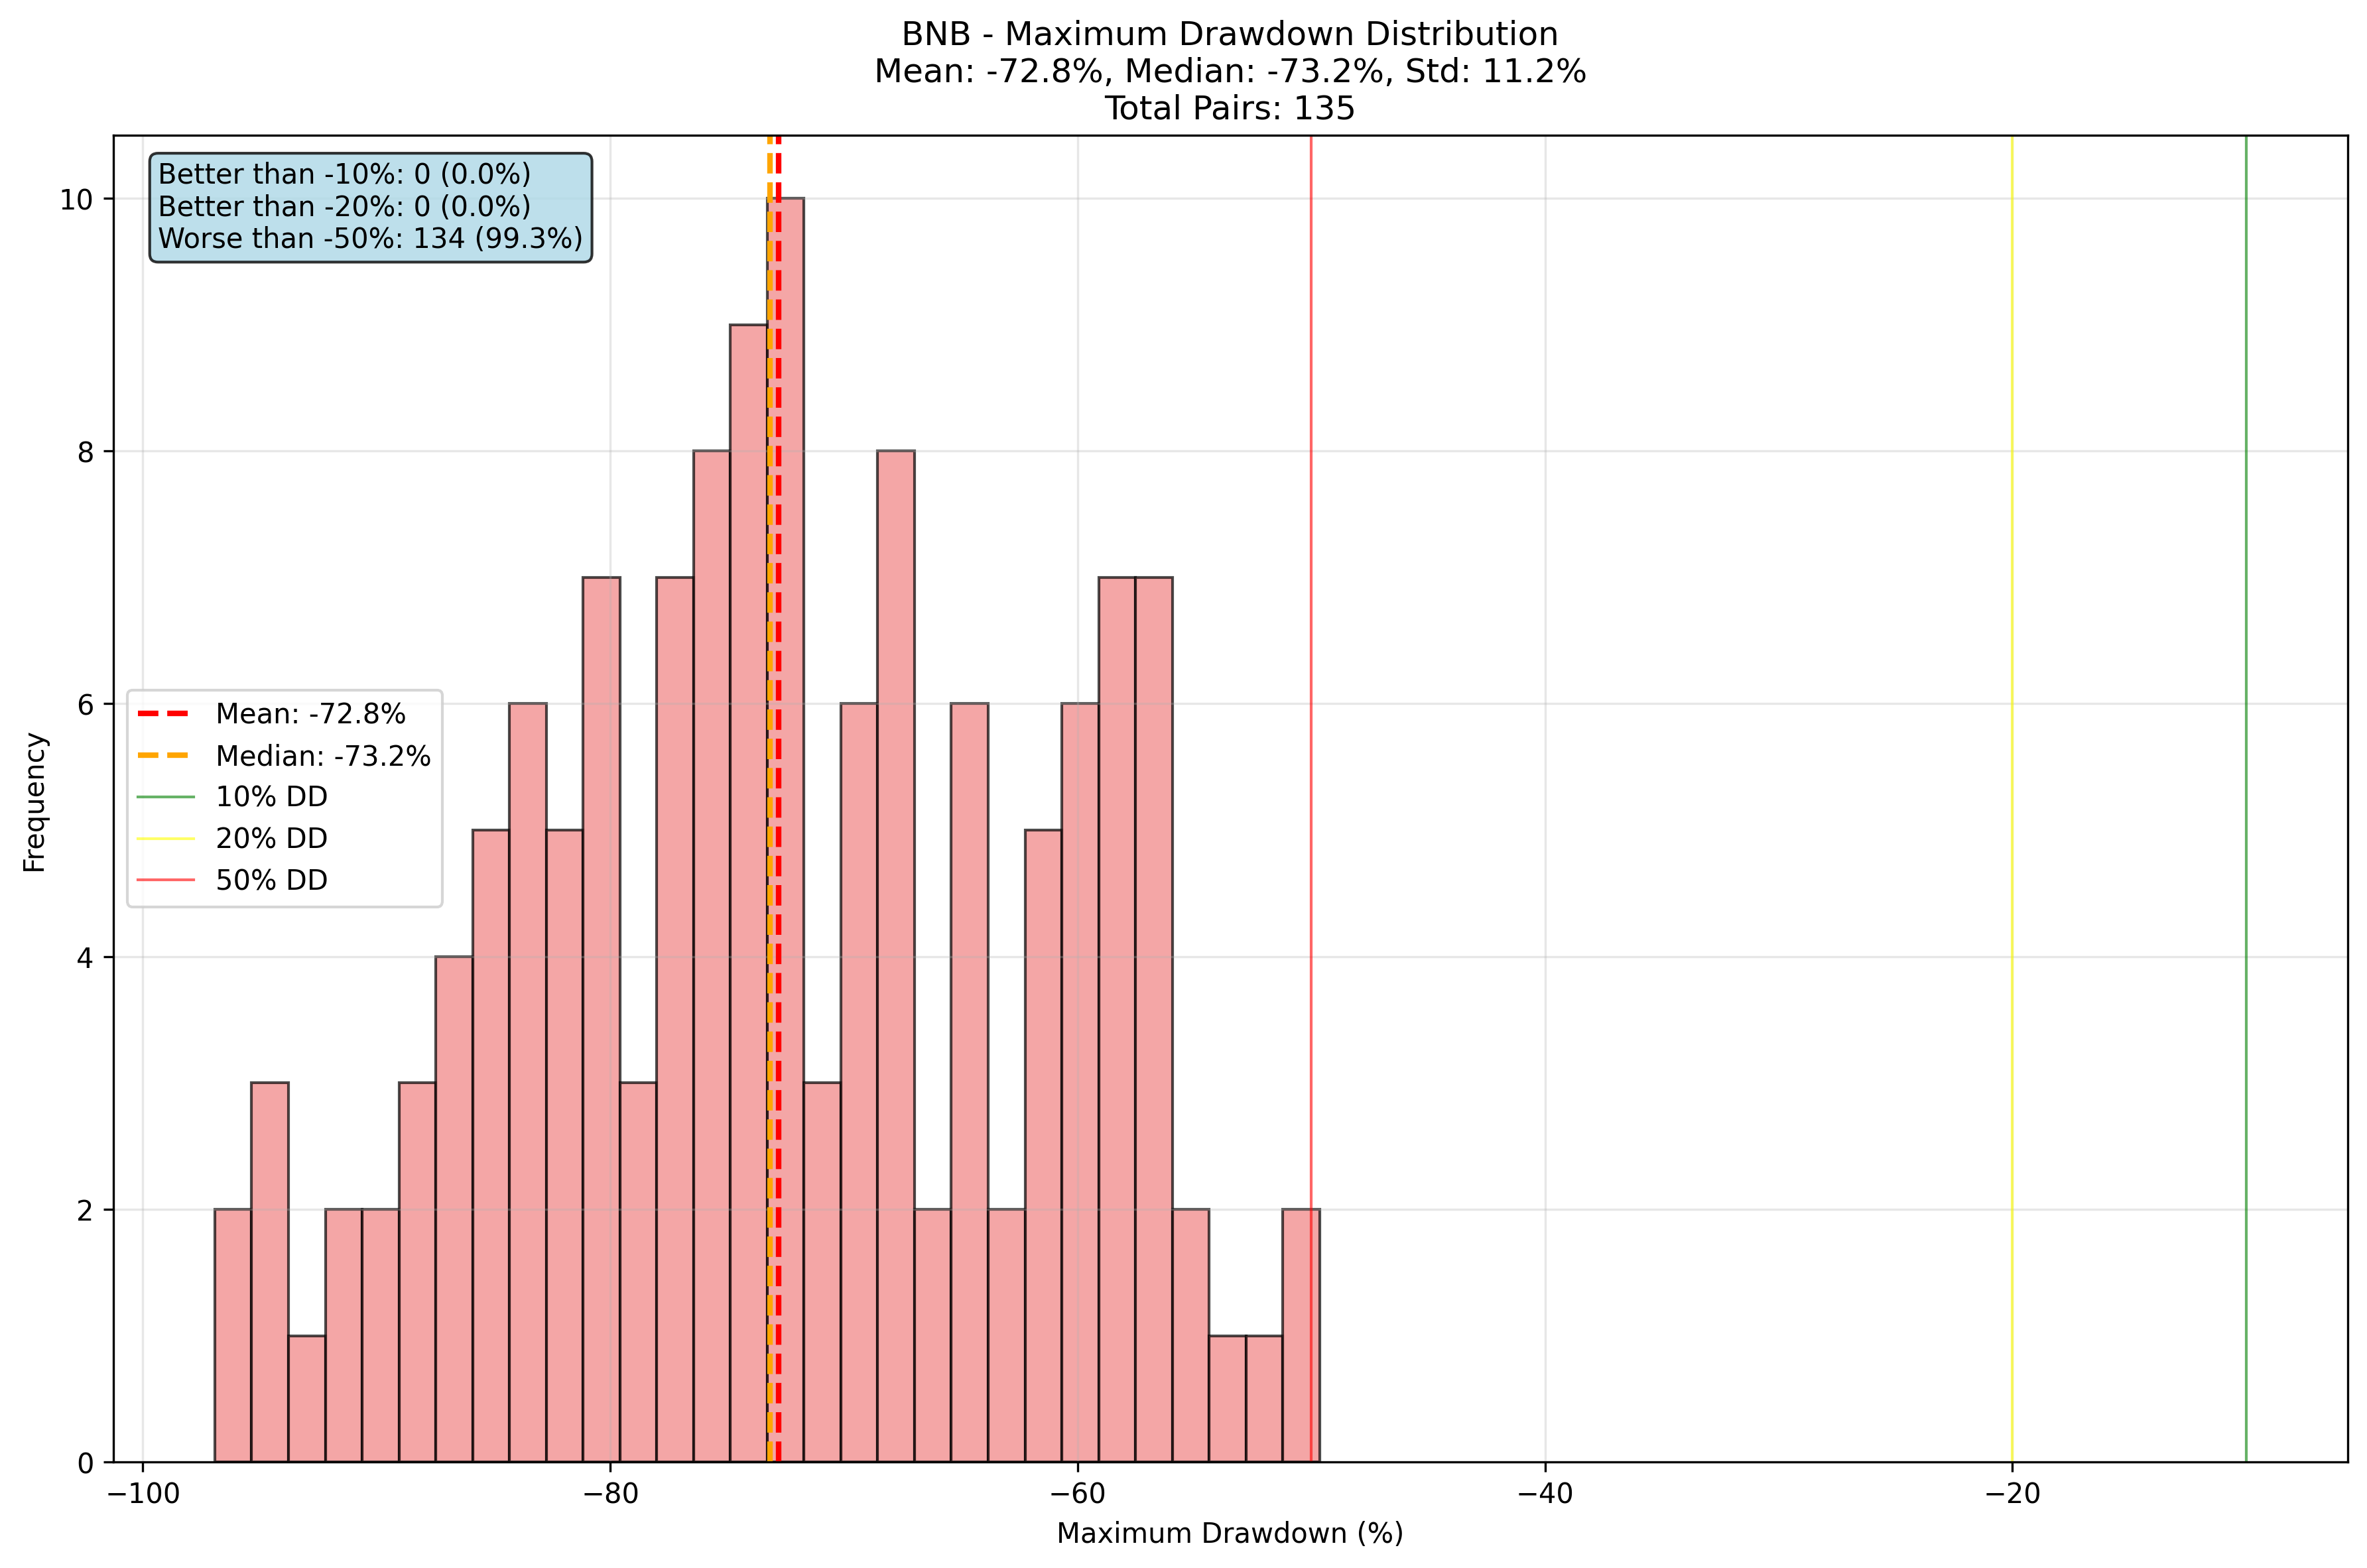 BNB - Maximum Drawdown Distribution
Mean: -72.8%, Median: -73.2%, Std: 11.2%
Total Pairs: 135
Better than -10%: 0 (0.0%)
Better than -20%: 0 (0.0%)
Worse than -50%: 134 (99.3%)
10
8
6
4
2
0
Frequency
Mean: -72.8%
Median: -73.2%
10% DD
20% DD
50% DD
−100
−80
−60
−40
−20
Maximum Drawdown (%)